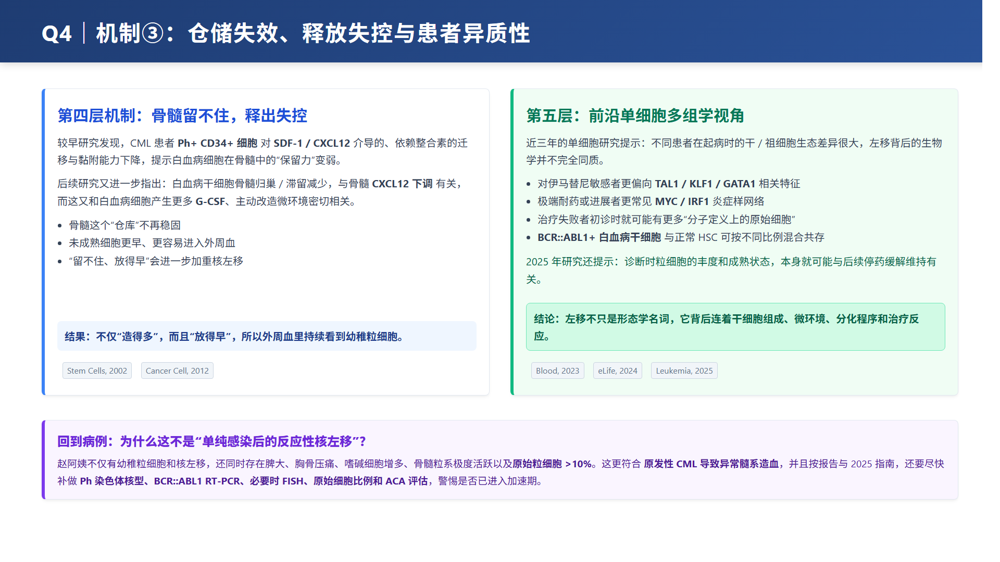 Q4｜机制③：仓储失效、释放失控与患者异质性
第四层机制：骨髓留不住，释出失控
较早研究发现，CML 患者 Ph+ CD34+ 细胞 对 SDF-1 / CXCL12 介导的、依赖整合素的迁
移与黏附能力下降，提示白血病细胞在骨髓中的“保留力”变弱。
后续研究又进一步指出：白血病干细胞骨髓归巢 / 滞留减少，与骨髓 CXCL12 下调 有关，
而这又和白血病细胞产生更多 G-CSF、主动改造微环境密切相关。
• 骨髓这个“仓库”不再稳固
• 未成熟细胞更早、更容易进入外周血
• “留不住、放得早”会进一步加重核左移
结果：不仅“造得多”，而且“放得早”，所以外周血里持续看到幼稚粒细胞。
Stem Cells, 2002 Cancer Cell, 2012
第五层：前沿单细胞多组学视角
近三年的单细胞研究提示：不同患者在起病时的干 / 祖细胞生态差异很大，左移背后的生物
学并不完全同质。
• 对伊马替尼敏感者更偏向 TAL1 / KLF1 / GATA1 相关特征
• 极端耐药或进展者更常见 MYC / IRF1 炎症样网络
• 治疗失败者初诊时就可能有更多“分子定义上的原始细胞”
• BCR::ABL1+ 白血病干细胞 与正常 HSC 可按不同比例混合共存
2025 年研究还提示：诊断时粒细胞的丰度和成熟状态，本身就可能与后续停药缓解维持有
关。
结论：左移不只是形态学名词，它背后连着干细胞组成、微环境、分化程序和治疗反
应。
Blood, 2023 eLife, 2024 Leukemia, 2025
回到病例：为什么这不是“单纯感染后的反应性核左移”？
赵阿姨不仅有幼稚粒细胞和核左移，还同时存在脾大、胸骨压痛、嗜碱细胞增多、骨髓粒系极度活跃以及原始粒细胞 >10%。这更符合 原发性 CML 导致异常髓系造血，并且按报告与 2025 指南，还要尽快
补做 Ph 染色体核型、BCR::ABL1 RT-PCR、必要时 FISH、原始细胞比例和 ACA 评估，警惕是否已进入加速期。